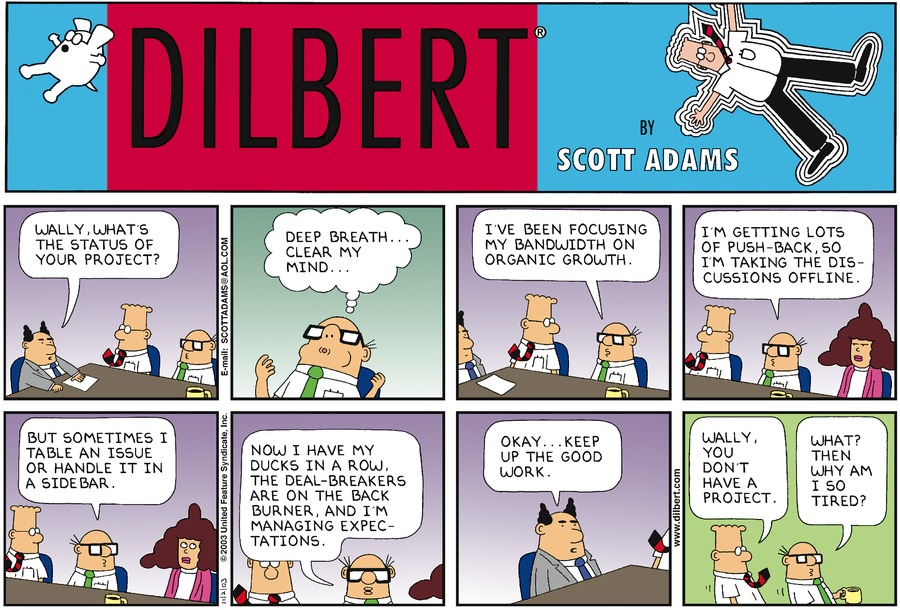 DILBERT®
BY
SCOTT ADAMS
WALLY, WHAT'S
THE STATUS OF
YOUR PROJECT?
E-mail: SCOTTADAMS@AOL.COM
DEEP BREATH...
CLEAR MY
MIND...
I'VE BEEN FOCUSING
MY BANDWIDTH ON
ORGANIC GROWTH.
I'M GETTING LOTS
OF PUSH-BACK, SO
I'M TAKING THE DIS-
CUSSIONS OFFLINE.
BUT SOMETIMES I
TABLE AN ISSUE
OR HANDLE IT IN
A SIDEBAR.
© 2003 United Feature Syndicate, Inc.
NOW I HAVE MY
DUCKS IN A ROW,
THE DEAL-BREAKERS
ARE ON THE BACK
BURNER, AND I'M
MANAGING EXPEC-
TATIONS.
OKAY...KEEP
UP THE GOOD
WORK.
www.dilbert.com
WALLY,
YOU
DON'T
HAVE A
PROJECT.
WHAT?
THEN
WHY AM
I SO
TIRED?